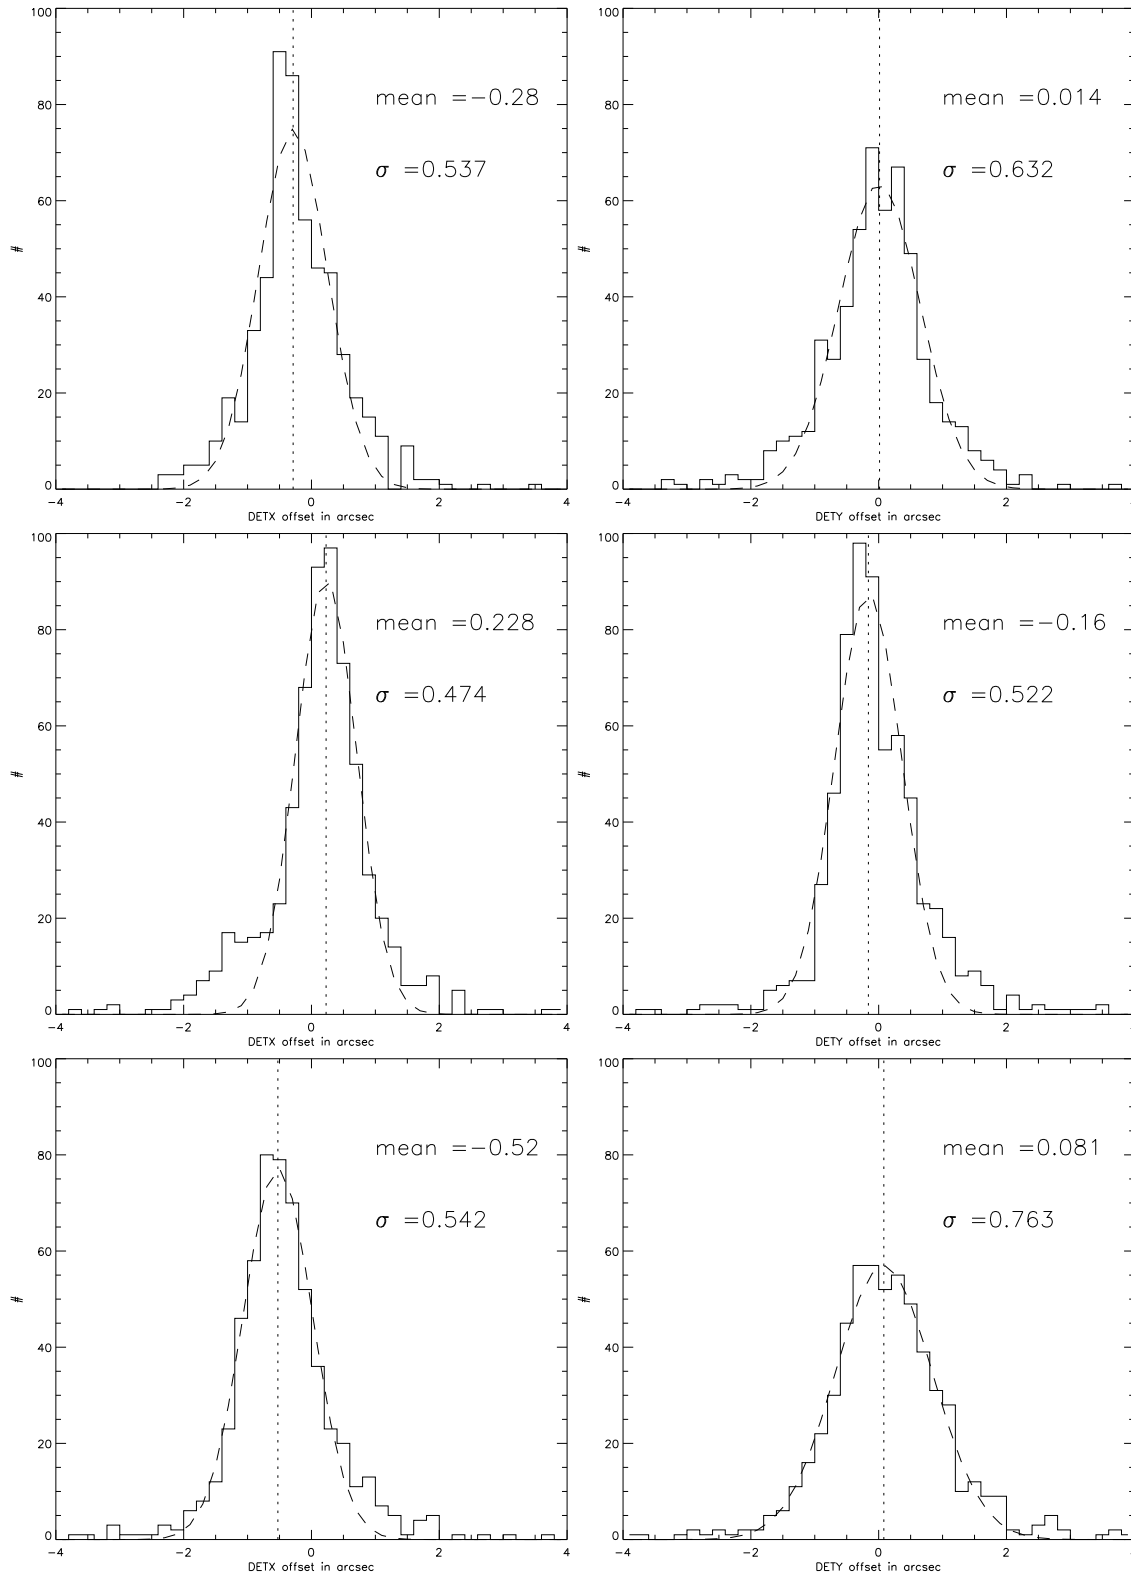 100
80
60
40
20
0
#
mean =-0.28
σ =0.537
-4 -2 0 2 4
DETX offset in arcsec
100
80
60
40
20
0
#
mean =0.014
σ =0.632
-4 -2 0 2
DETY offset in arcsec
100
80
60
40
20
0
#
mean =0.228
σ =0.474
-4 -2 0 2 4
DETX offset in arcsec
100
80
60
40
20
0
#
mean =-0.16
σ =0.522
-4 -2 0 2
DETY offset in arcsec
100
80
60
40
20
0
#
mean =-0.52
σ =0.542
-4 -2 0 2 4
DETX offset in arcsec
100
80
60
40
20
0
#
mean =0.081
σ =0.763
-4 -2 0 2
DETY offset in arcsec